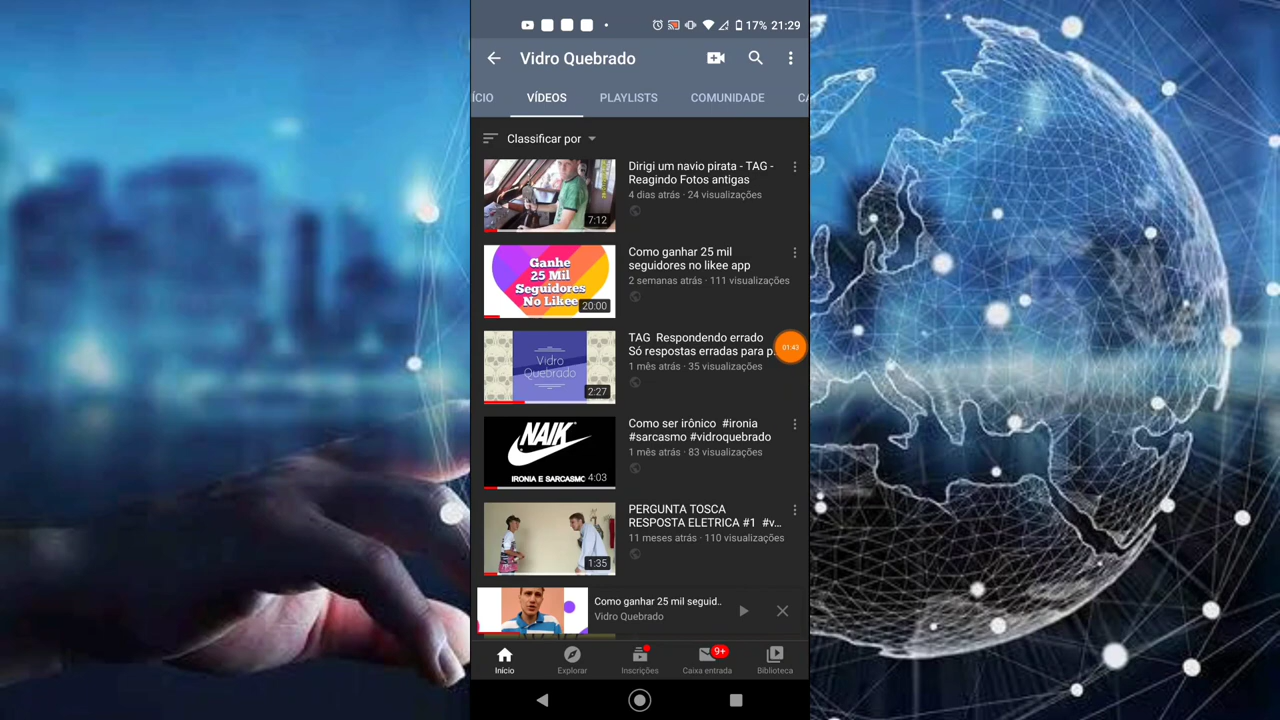 17% 21:29
Vidro Quebrado
ÍCIO VÍDEOS PLAYLISTS COMUNIDADE CA
Classificar por
7:12
Dirigi um navio pirata - TAG -
Reagindo Fotos antigas
4 dias atrás · 24 visualizações
Ganhe
25 Mil
Seguidores
No Likee
20:00
Como ganhar 25 mil
seguidores no likee app
2 semanas atrás · 111 visualizações
Vidro
Quebrado
2:27
TAG Respondendo errado
Só respostas erradas para p...
1 mês atrás · 35 visualizações
01:43
NAIK
IRONIA E SARCASMO
4:03
Como ser irônico #ironia
#sarcasmo #vidroquebrado
1 mês atrás · 83 visualizações
1:35
PERGUNTA TOSCA
RESPOSTA ELETRICA #1 #v...
11 meses atrás · 110 visualizações
Como ganhar 25 mil seguid..
Vidro Quebrado
9+
Início Explorar Inscrições Caixa entrada Biblioteca